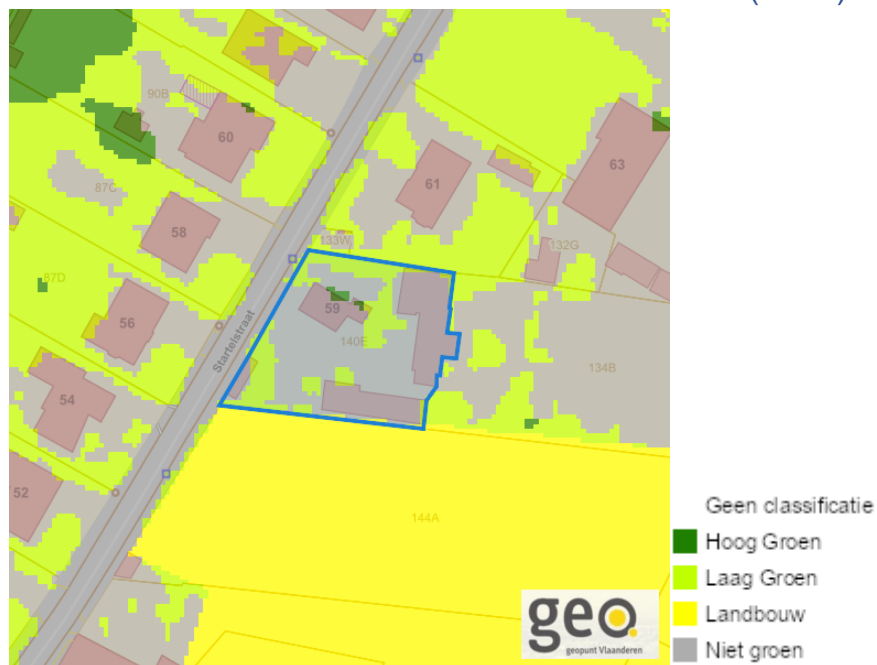 90B
60
63
87C
61
58
133W
132G
87D
59
56
140E
Startelstraat
134B
54
52
144A
geo
geopunt Vlaanderen
Geen classificatie
Hoog Groen
Laag Groen
Landbouw
Niet groen